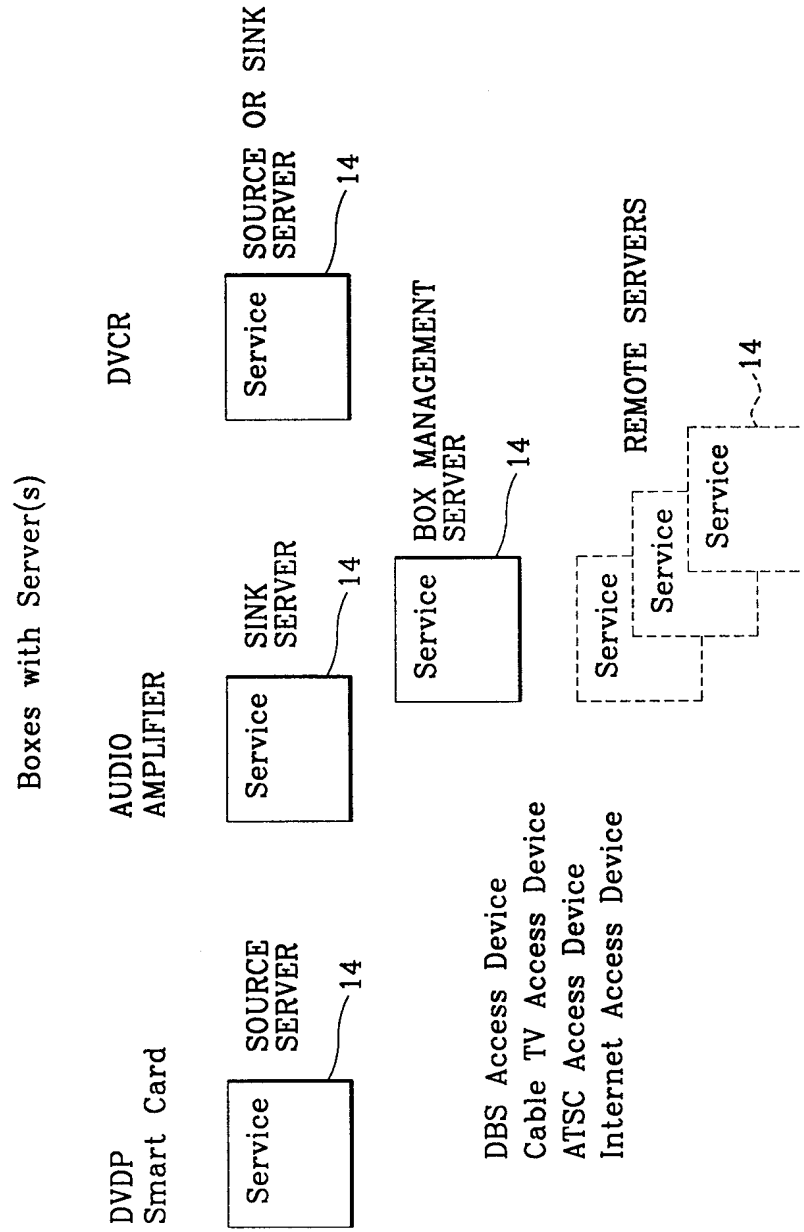 Boxes with Server(s)
DVDP
Smart Card
AUDIO
AMPLIFIER
DVCR
Service
SOURCE
SERVER
14
Service
SINK
SERVER
14
Service
SOURCE OR SINK
SERVER
14
Service
BOX MANAGEMENT
SERVER
14
DBS Access Device
Cable TV Access Device
ATSC Access Device
Internet Access Device
Service
Service
Service
REMOTE SERVERS
14